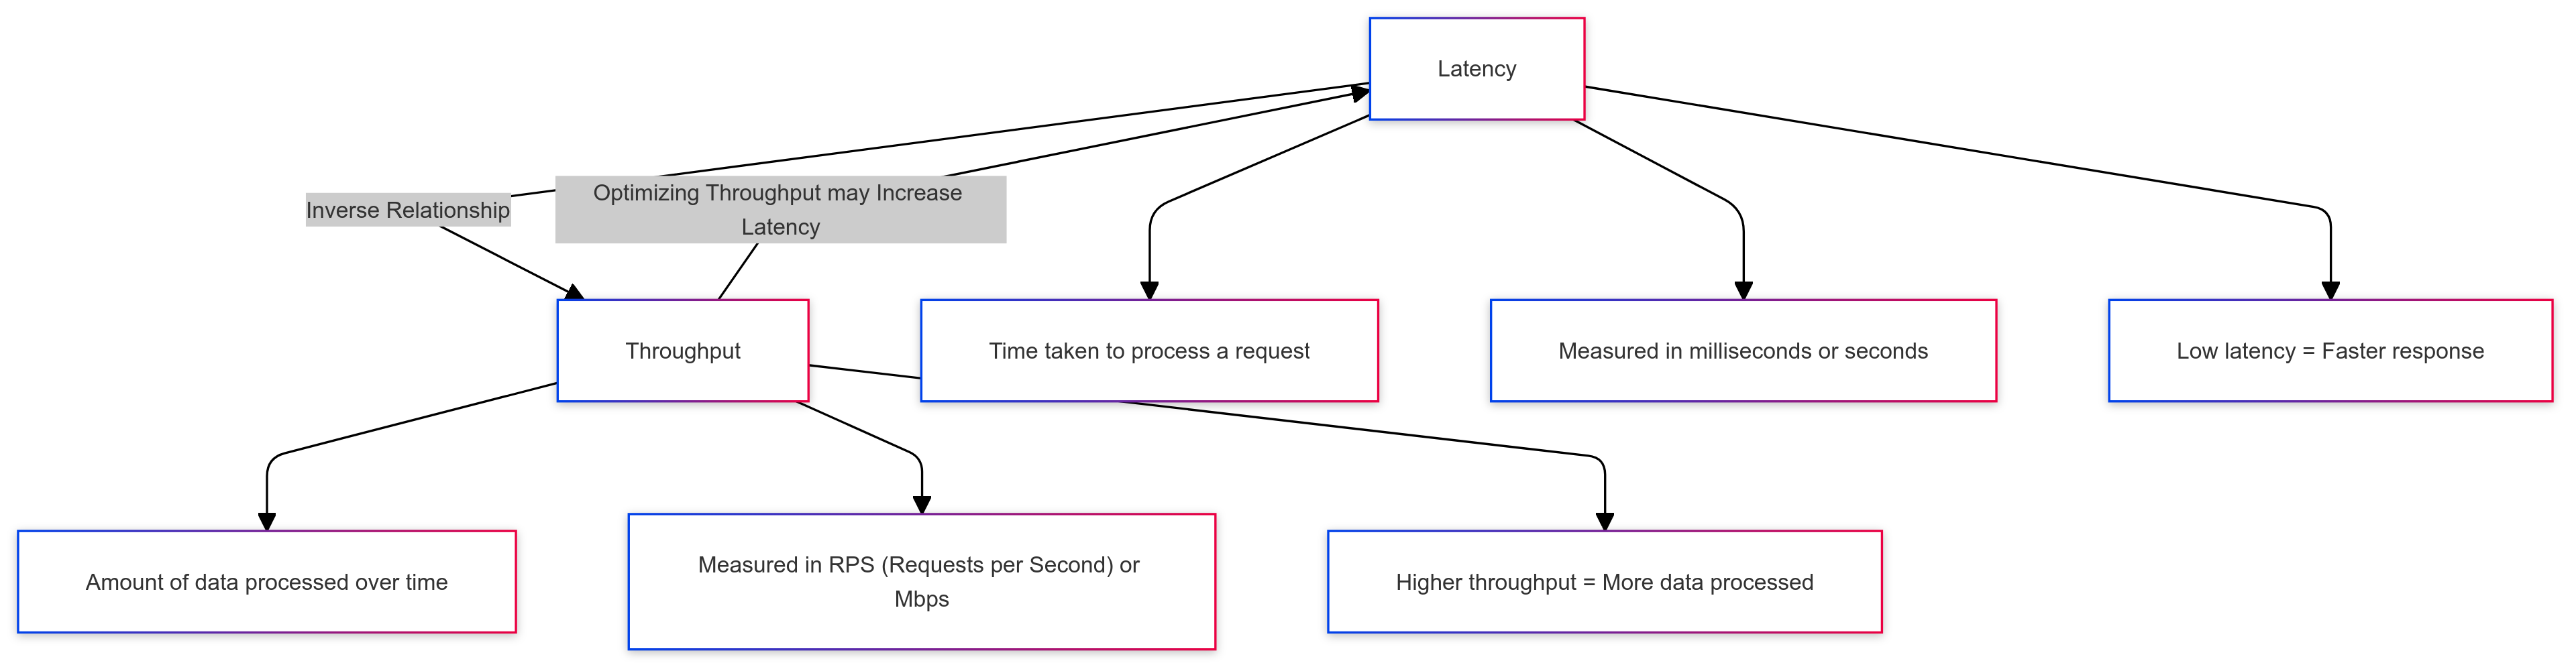 Latency
Optimizing Throughput may Increase
Latency
Inverse Relationship
Throughput
Time taken to process a request
Measured in milliseconds or seconds
Low latency = Faster response
Amount of data processed over time
Measured in RPS (Requests per Second) or
Mbps
Higher throughput = More data processed